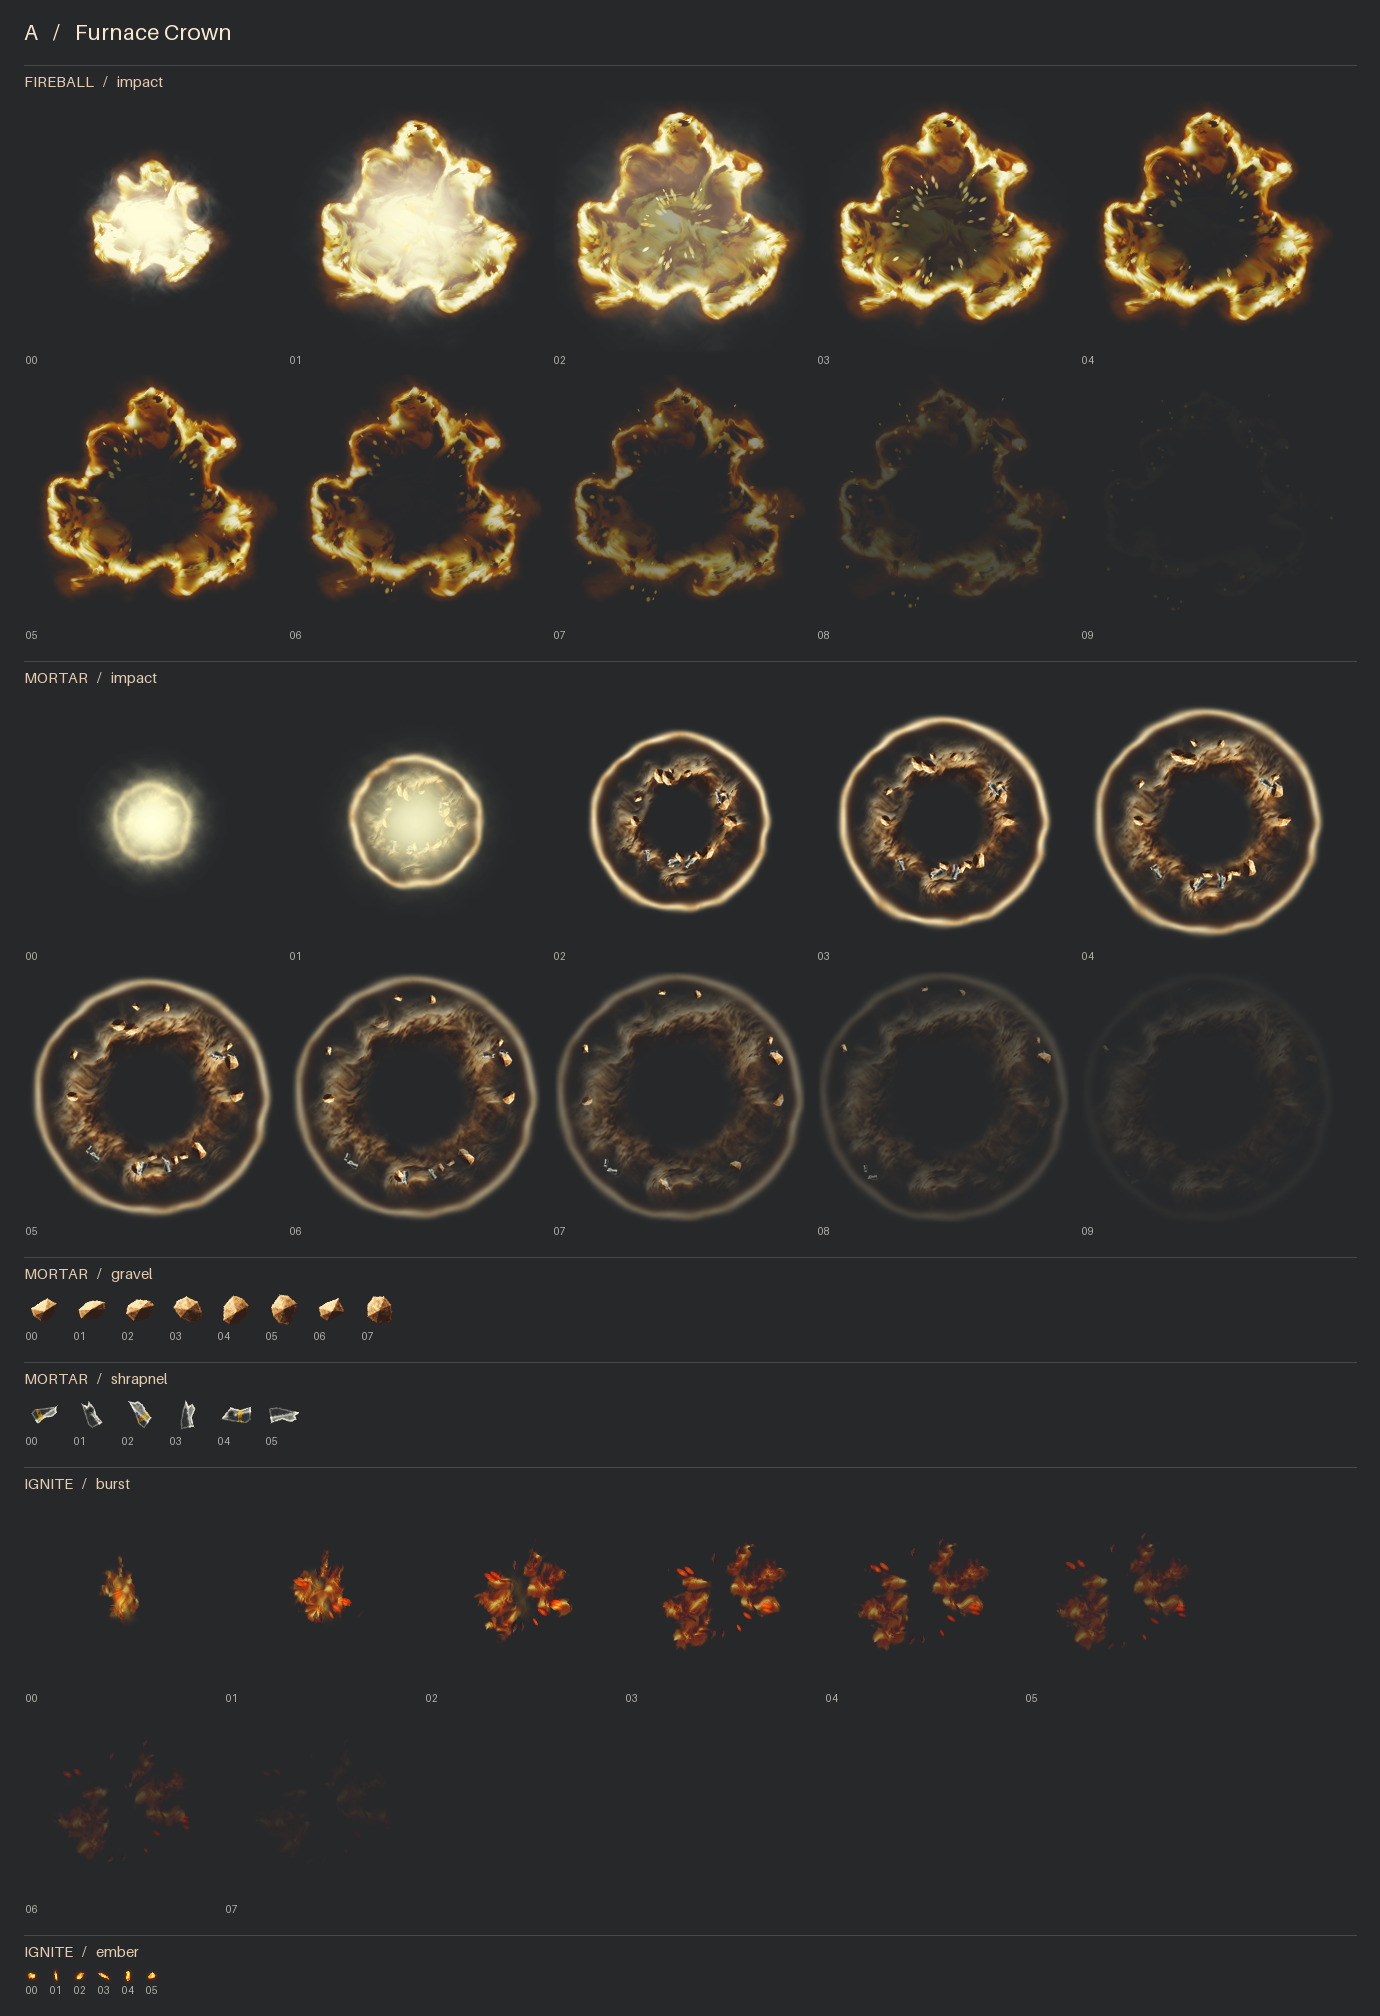 A / Furnace Crown
FIREBALL / impact
00 01 02 03 04
05 06 07 08 09
MORTAR / impact
00 01 02 03 04
05 06 07 08 09
MORTAR / gravel
00 01 02 03 04 05 06 07
MORTAR / shrapnel
00 01 02 03 04 05
IGNITE / burst
00 01 02 03 04 05
06 07
IGNITE / ember
00 01 02 03 04 05